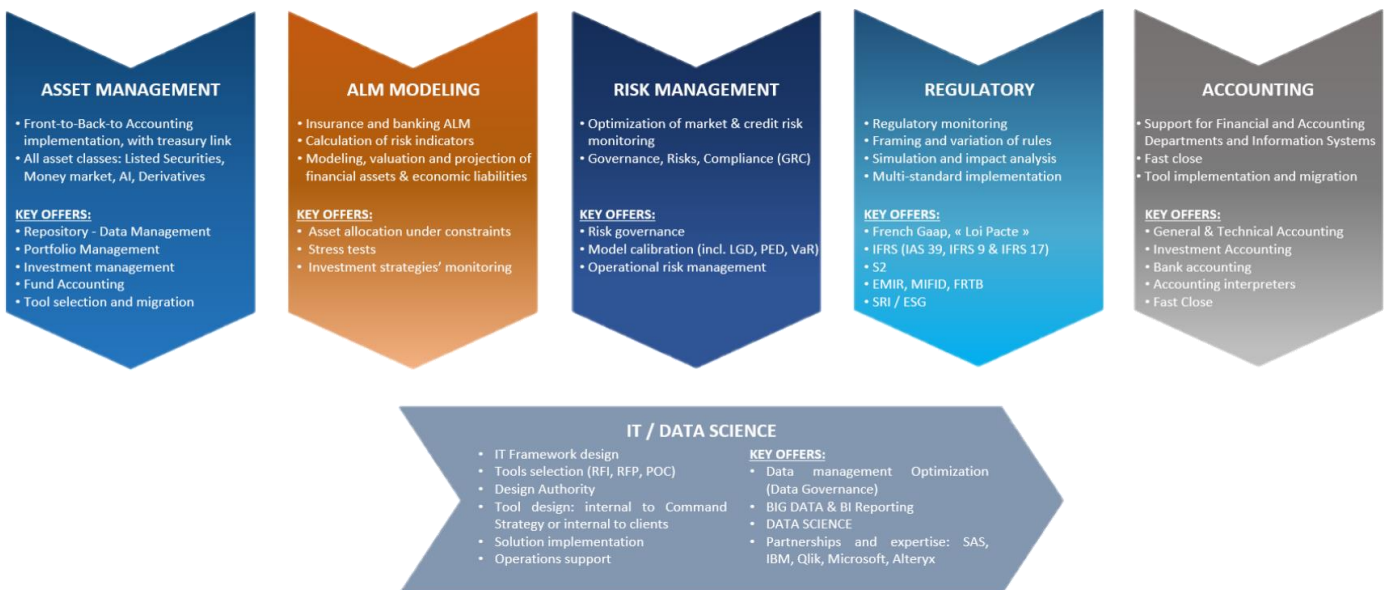 ASSET MANAGEMENT
• Front-to-Back-to Accounting
implementation, with treasury link
• All asset classes: Listed Securities,
Money market, AI, Derivatives
KEY OFFERS:
• Repository - Data Management
• Portfolio Management
• Investment management
• Fund Accounting
• Tool selection and migration
ALM MODELING
• Insurance and banking ALM
• Calculation of risk indicators
• Modeling, valuation and projection of
financial assets & economic liabilities
KEY OFFERS:
• Asset allocation under constraints
• Stress tests
• Investment strategies’ monitoring
RISK MANAGEMENT
• Optimization of market & credit risk
monitoring
• Governance, Risks, Compliance (GRC)
KEY OFFERS:
• Risk governance
• Model calibration (incl. LGD, PED, VaR)
• Operational risk management
REGULATORY
• Regulatory monitoring
• Framing and variation of rules
• Simulation and impact analysis
• Multi-standard implementation
KEY OFFERS:
• French Gaap, « Loi Pacte »
• IFRS (IAS 39, IFRS 9 & IFRS 17)
• S2
• EMIR, MIFID, FRTB
• SRI / ESG
ACCOUNTING
• Support for Financial and Accounting
Departments and Information Systems
• Fast close
• Tool implementation and migration
KEY OFFERS:
• General & Technical Accounting
• Investment Accounting
• Bank accounting
• Accounting interpreters
• Fast Close
IT / DATA SCIENCE
• IT Framework design
• Tools selection (RFI, RFP, POC)
• Design Authority
• Tool design: internal to Command
Strategy or internal to clients
• Solution implementation
• Operations support
KEY OFFERS:
• Data management Optimization
(Data Governance)
• BIG DATA & BI Reporting
• DATA SCIENCE
• Partnerships and expertise: SAS,
IBM, Qlik, Microsoft, Alteryx